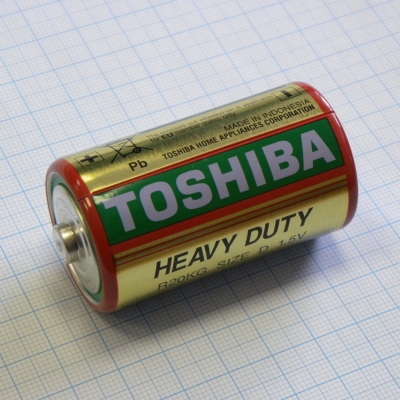 Pb
MADE IN INDONESIA
TOSHIBA HOME APPLIANCES CORPORATION
TOSHIBA
HEAVY DUTY
R20KG SIZE D 1.5V